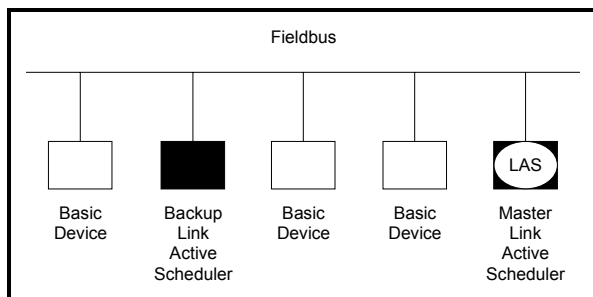 Fieldbus
LAS
Basic
Device
Backup
Link
Active
Scheduler
Basic
Device
Basic
Device
Master
Link
Active
Scheduler